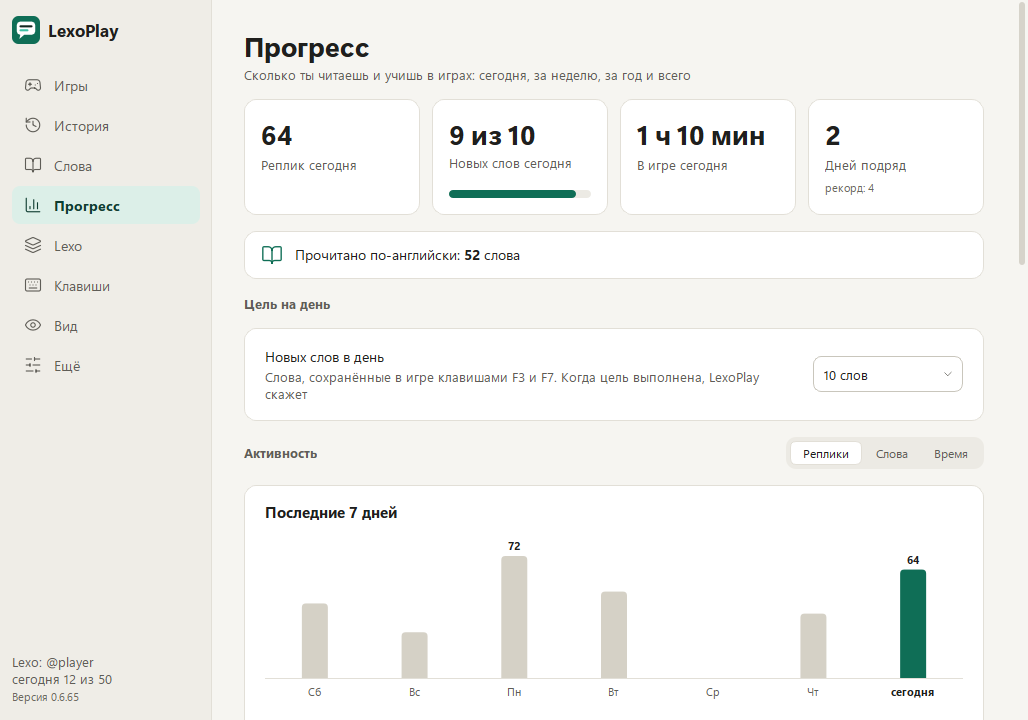 LexoPlay
Игры
История
Слова
Прогресс
Lexo
Клавиши
Вид
Ещё
Lexo: @player
сегодня 12 из 50
Версия 0.6.65
Прогресс
Сколько ты читаешь и учишь в играх: сегодня, за неделю, за год и всего
64
Реплик сегодня
9 из 10
Новых слов сегодня
1 ч 10 мин
В игре сегодня
2
Дней подряд
рекорд: 4
Прочитано по-английски: 52 слова
Цель на день
Новых слов в день
Слова, сохранённые в игре клавишами F3 и F7. Когда цель выполнена, LexoPlay
скажет
10 слов
Активность
Реплики
Слова
Время
Последние 7 дней
72
64
Сб
Вс
Пн
Вт
Ср
Чт
сегодня